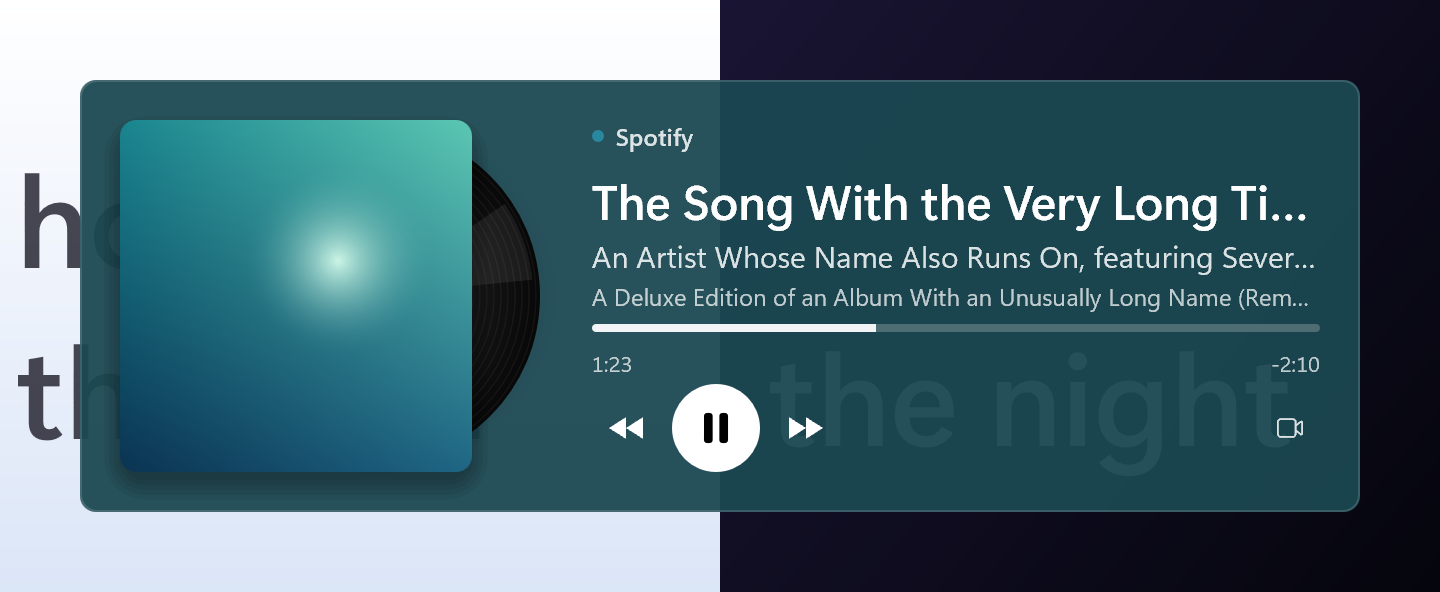 Spotify
The Song With the Very Long Ti...
An Artist Whose Name Also Runs On, featuring Sever...
A Deluxe Edition of an Album With an Unusually Long Name (Rem...
1:23 -2:10
the night